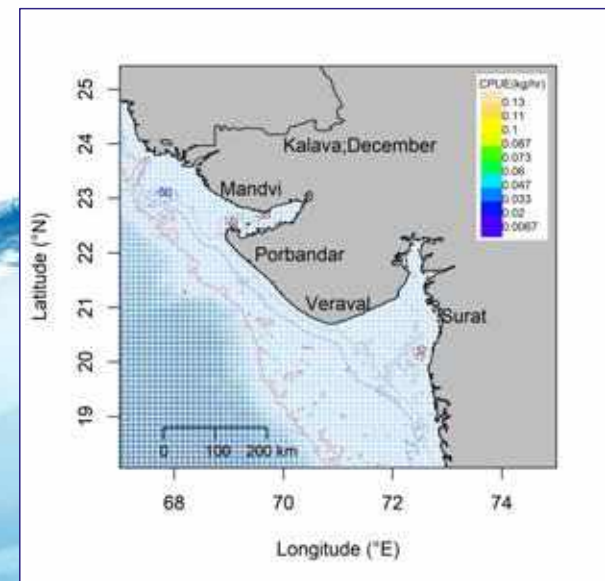 CPUE(kg/hr)
0.13
0.11
0.1
0.087
0.073
0.06
0.047
0.033
0.02
0.0067
Kalava;December
Mandvi
Porbandar
Veraval
Surat
-50
25
24
23
22
21
20
19
Latitude (°N)
0 100 200 km
68 70 72 74
Longitude (°E)